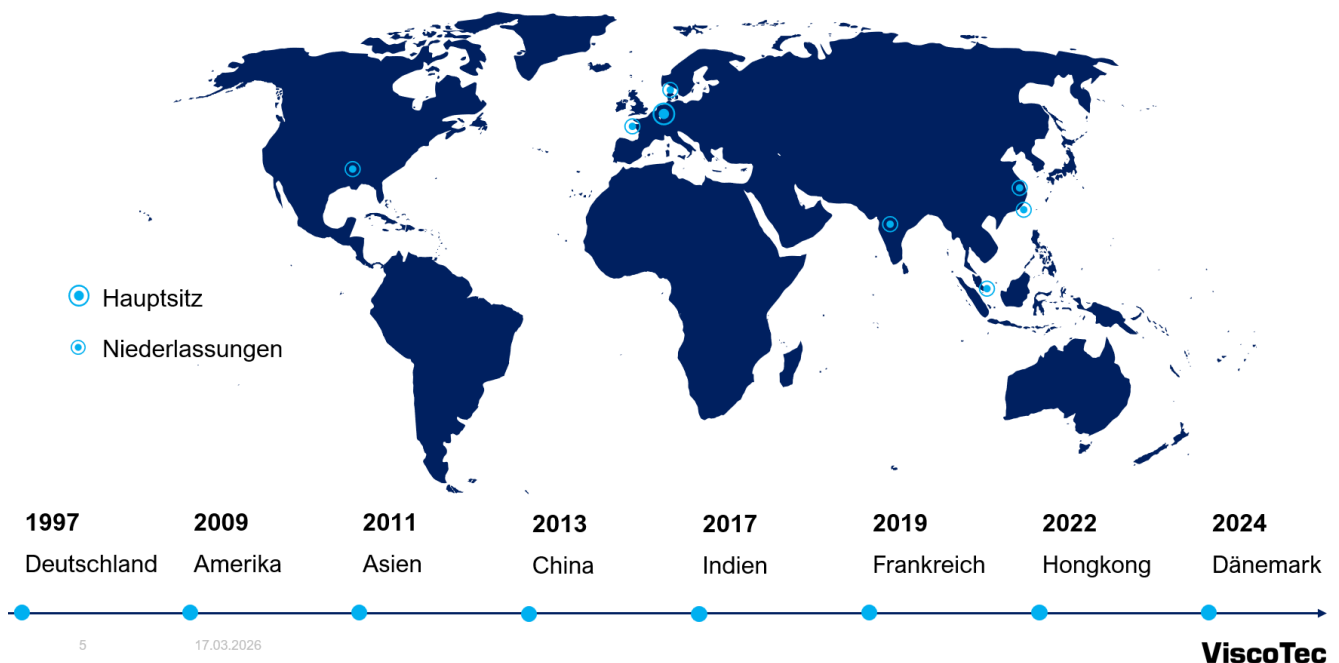 Hauptsitz
Niederlassungen
1997 2009 2011 2013 2017 2019 2022 2024
Deutschland Amerika Asien China Indien Frankreich Hongkong Dänemark
5 17.03.2026
ViscoTec